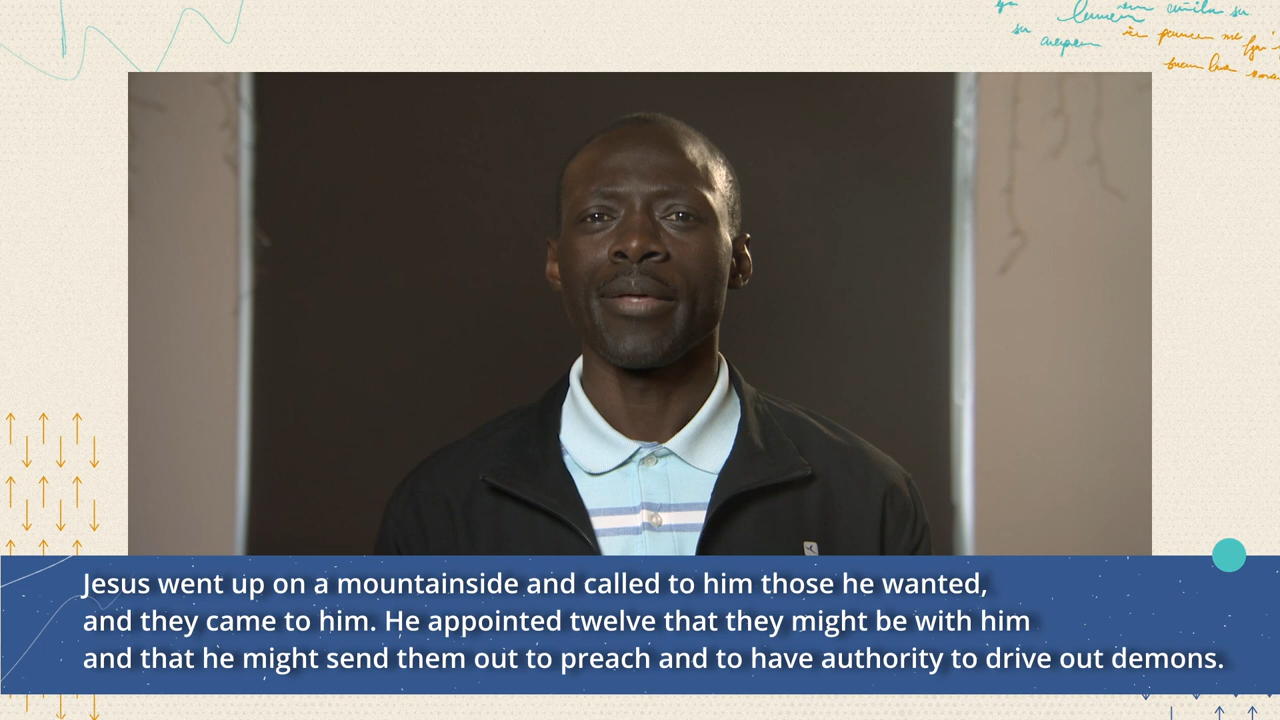 Jesus went up on a mountainside and called to him those he wanted,
and they came to him. He appointed twelve that they might be with him
and that he might send them out to preach and to have authority to drive out demons.